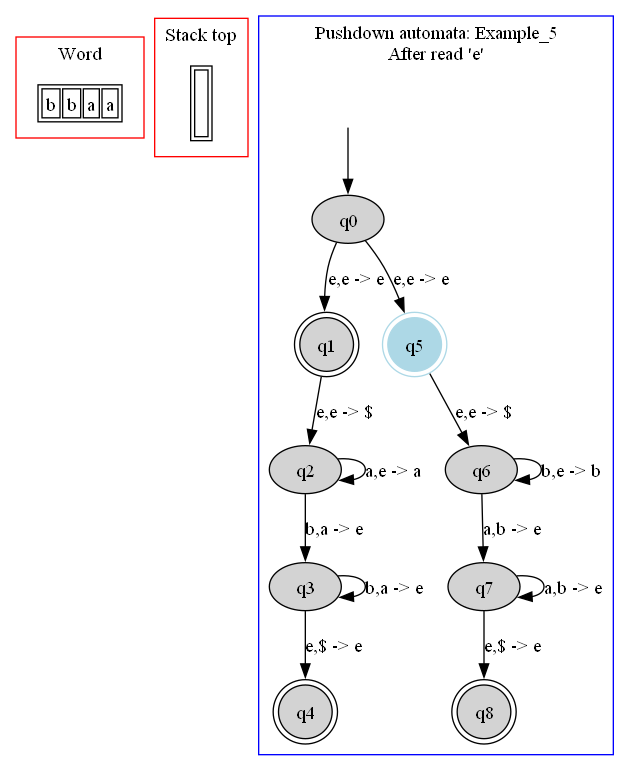 Word
b b a a
Stack top
Pushdown automata: Example_5
After read 'e'
q0
e,e -> e e,e -> e
q1 q5
e,e -> $ e,e -> $
q2 a,e -> a q6 b,e -> b
b,a -> e a,b -> e
q3 b,a -> e q7 a,b -> e
e,$ -> e e,$ -> e
q4 q8